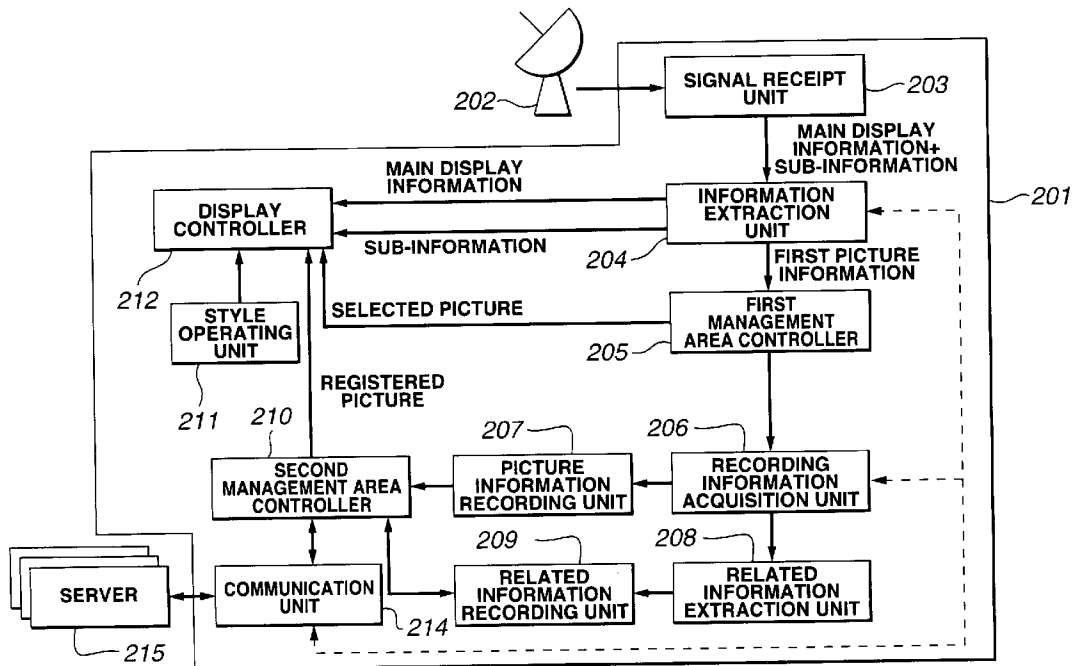 202
SIGNAL RECEIPT
UNIT
203
MAIN DISPLAY
INFORMATION+
SUB-INFORMATION
MAIN DISPLAY
INFORMATION
DISPLAY
CONTROLLER
INFORMATION
EXTRACTION
UNIT
201
SUB-INFORMATION
204
212
FIRST PICTURE
INFORMATION
STYLE
OPERATING
UNIT
SELECTED PICTURE
FIRST
MANAGEMENT
AREA CONTROLLER
205
211
REGISTERED
PICTURE
210
207
206
SECOND
MANAGEMENT AREA
CONTROLLER
PICTURE
INFORMATION
RECORDING UNIT
RECORDING
INFORMATION
ACQUISITION UNIT
209
208
SERVER
COMMUNICATION
UNIT
RELATED
INFORMATION
RECORDING UNIT
RELATED
INFORMATION
EXTRACTION UNIT
215
214